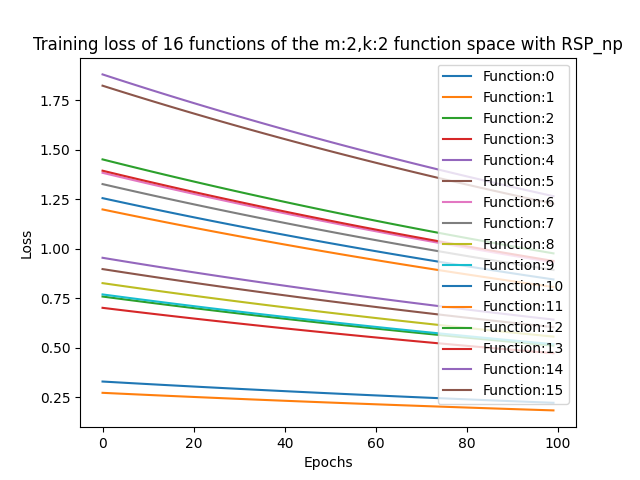 Training loss of 16 functions of the m:2,k:2 function space with RSP_np
Loss
1.75
1.50
1.25
1.00
0.75
0.50
0.25
0
20
40
60
80
100
Epochs
Function:0
Function:1
Function:2
Function:3
Function:4
Function:5
Function:6
Function:7
Function:8
Function:9
Function:10
Function:11
Function:12
Function:13
Function:14
Function:15